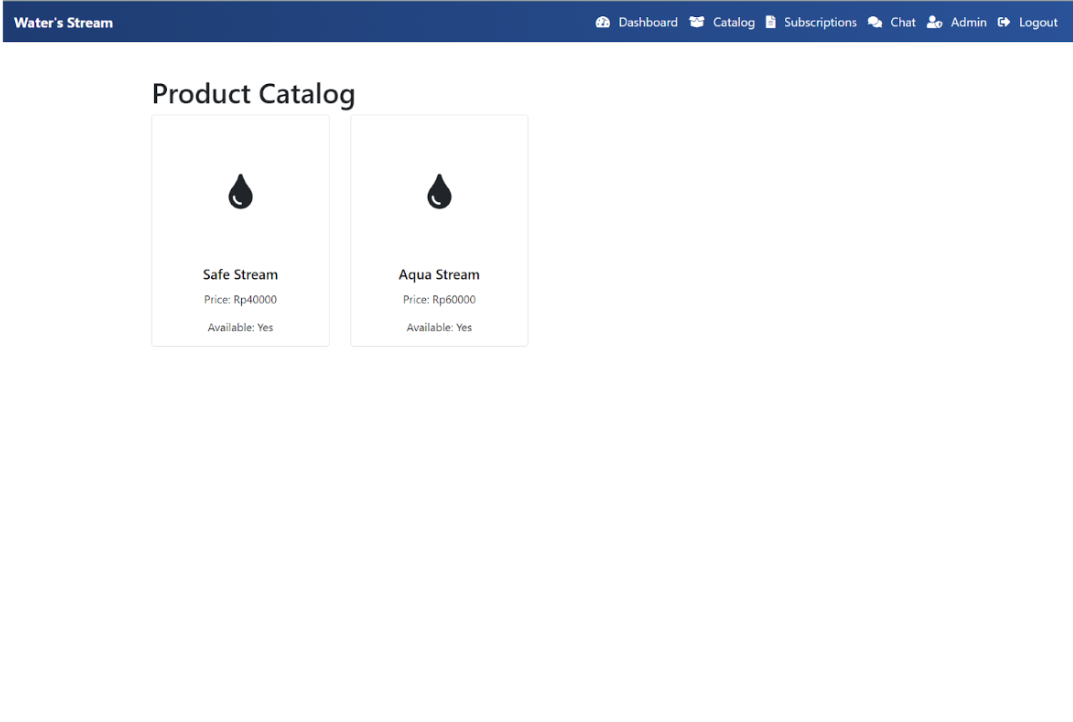 Water's Stream
Dashboard Catalog Subscriptions Chat Admin Logout
Product Catalog
Safe Stream
Price: Rp40000
Available: Yes
Aqua Stream
Price: Rp60000
Available: Yes